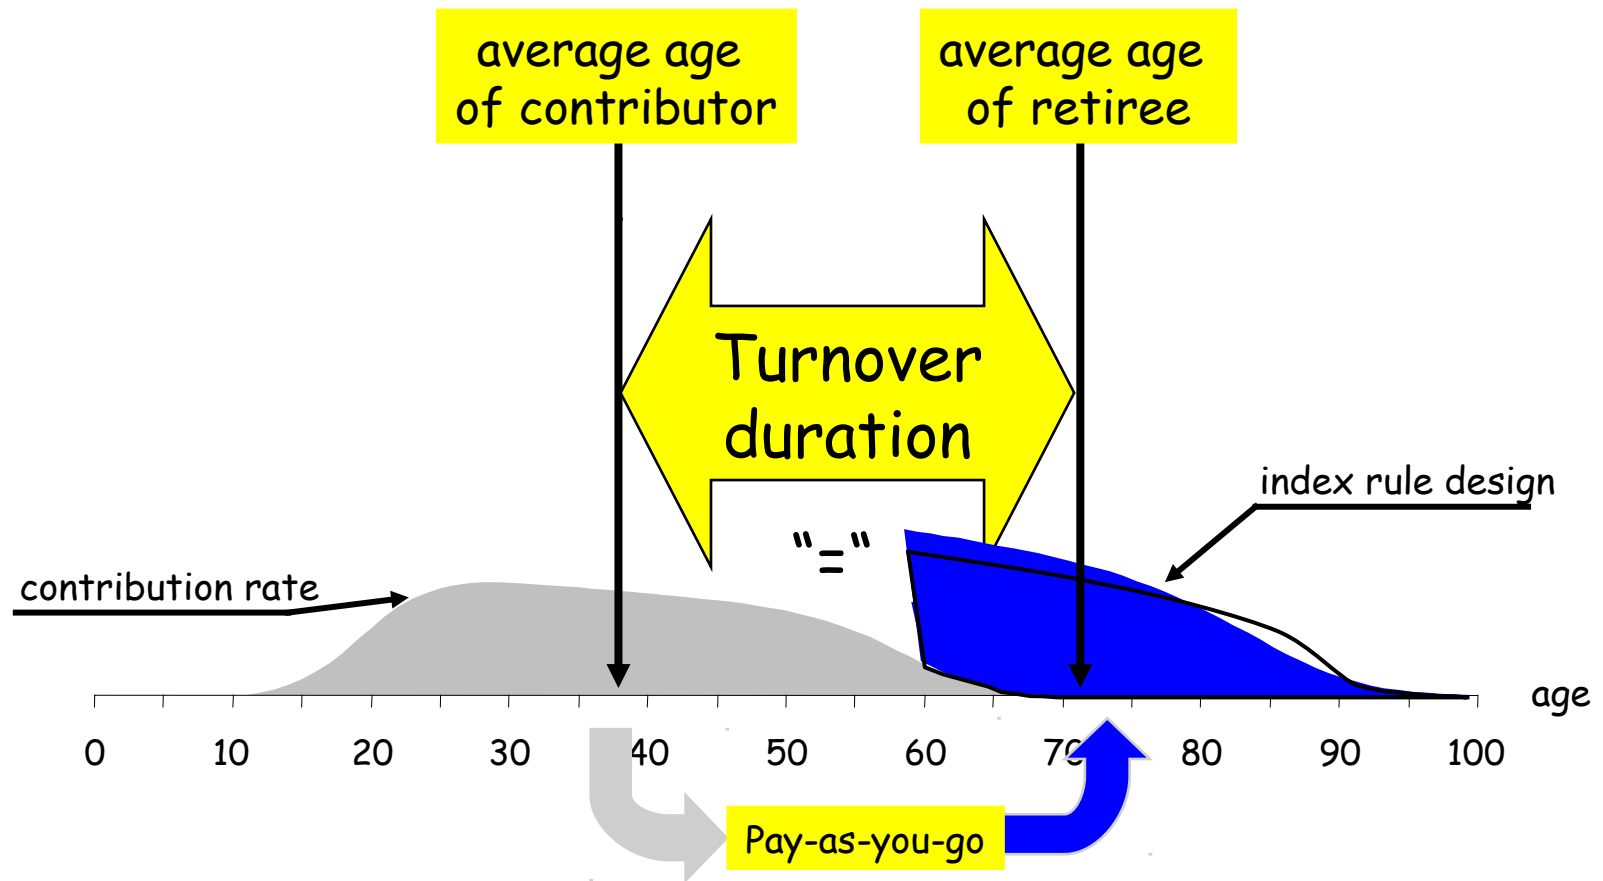 average age
of contributor
average age
of retiree
Turnover
duration
index rule design
"="
contribution rate
age
0 10 20 30 40 50 60 70 80 90 100
Pay-as-you-go